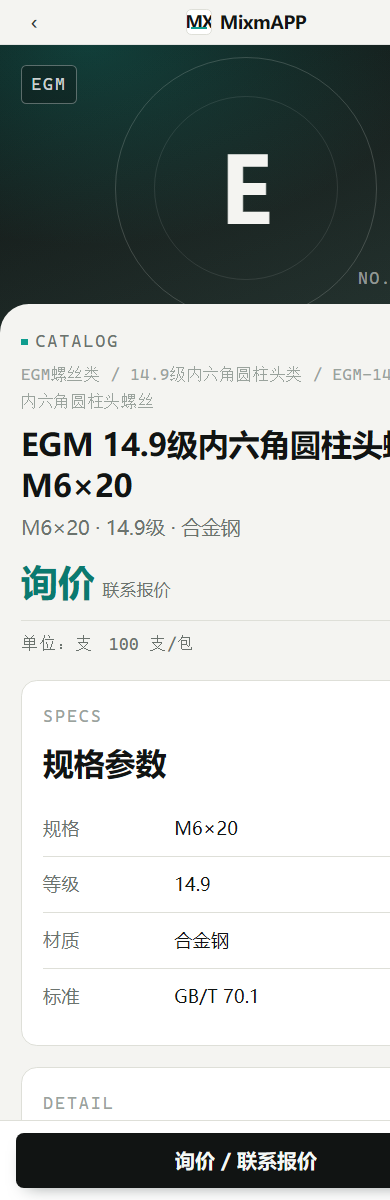 ‹
MX MixmAPP
EGM
E
NO.
CATALOG
EGM螺丝类 / 14.9级内六角圆柱头类 / EGM-14
内六角圆柱头螺丝
EGM 14.9级内六角圆柱头螺
M6×20
M6×20 · 14.9级 · 合金钢
询价 联系报价
单位: 支 100 支/包
SPECS
规格参数
规格 M6×20
等级 14.9
材质 合金钢
标准 GB/T 70.1
DETAIL
询价 / 联系报价